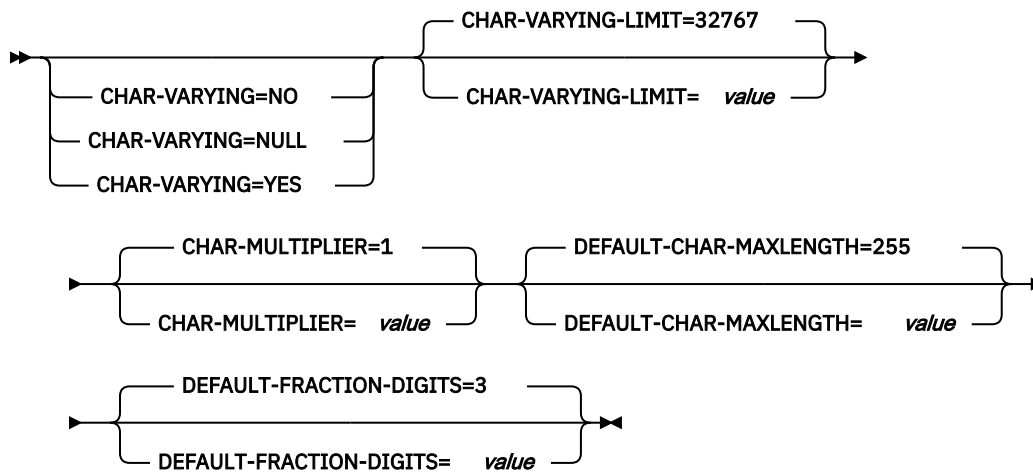 CHAR-VARYING-LIMIT=32767
CHAR-VARYING=NO
CHAR-VARYING-LIMIT= value
CHAR-VARYING=NULL
CHAR-VARYING=YES
CHAR-MULTIPLIER=1
DEFAULT-CHAR-MAXLENGTH=255
CHAR-MULTIPLIER= value
DEFAULT-CHAR-MAXLENGTH= value
DEFAULT-FRACTION-DIGITS=3
DEFAULT-FRACTION-DIGITS= value